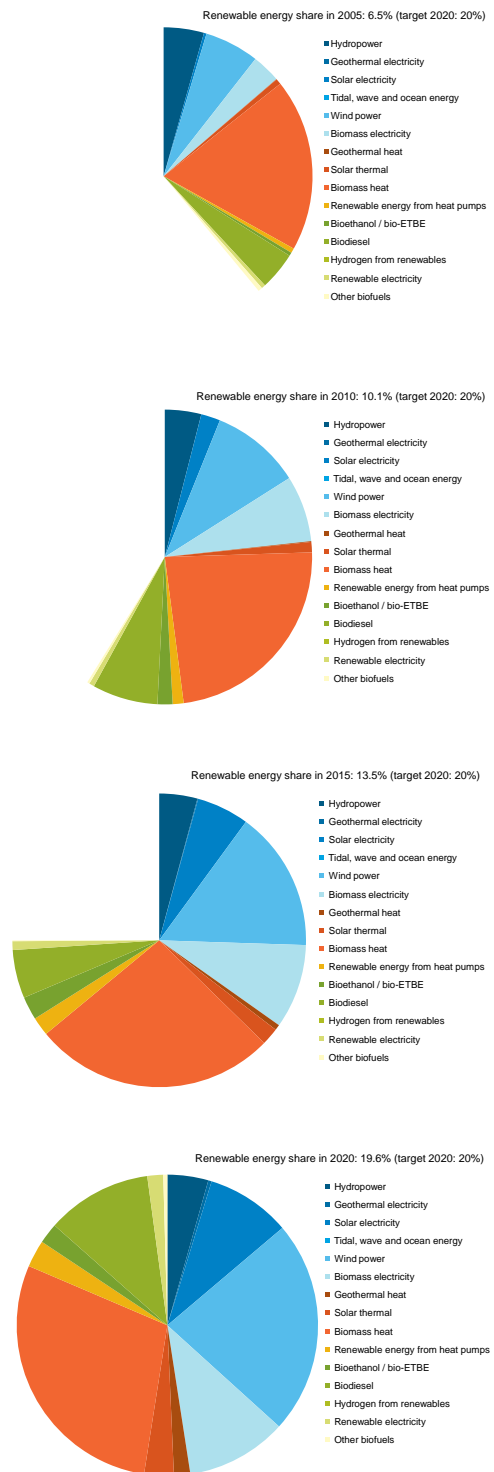 Renewable energy share in 2005: 6.5% (target 2020: 20%)
Hydropower
Geothermal electricity
Solar electricity
Tidal, wave and ocean energy
Wind power
Biomass electricity
Geothermal heat
Solar thermal
Biomass heat
Renewable energy from heat pumps
Bioethanol / bio-ETBE
Biodiesel
Hydrogen from renewables
Renewable electricity
Other biofuels
Renewable energy share in 2010: 10.1% (target 2020: 20%)
Hydropower
Geothermal electricity
Solar electricity
Tidal, wave and ocean energy
Wind power
Biomass electricity
Geothermal heat
Solar thermal
Biomass heat
Renewable energy from heat pumps
Bioethanol / bio-ETBE
Biodiesel
Hydrogen from renewables
Renewable electricity
Other biofuels
Renewable energy share in 2015: 13.5% (target 2020: 20%)
Hydropower
Geothermal electricity
Solar electricity
Tidal, wave and ocean energy
Wind power
Biomass electricity
Geothermal heat
Solar thermal
Biomass heat
Renewable energy from heat pumps
Bioethanol / bio-ETBE
Biodiesel
Hydrogen from renewables
Renewable electricity
Other biofuels
Renewable energy share in 2020: 19.6% (target 2020: 20%)
Hydropower
Geothermal electricity
Solar electricity
Tidal, wave and ocean energy
Wind power
Biomass electricity
Geothermal heat
Solar thermal
Biomass heat
Renewable energy from heat pumps
Bioethanol / bio-ETBE
Biodiesel
Hydrogen from renewables
Renewable electricity
Other biofuels